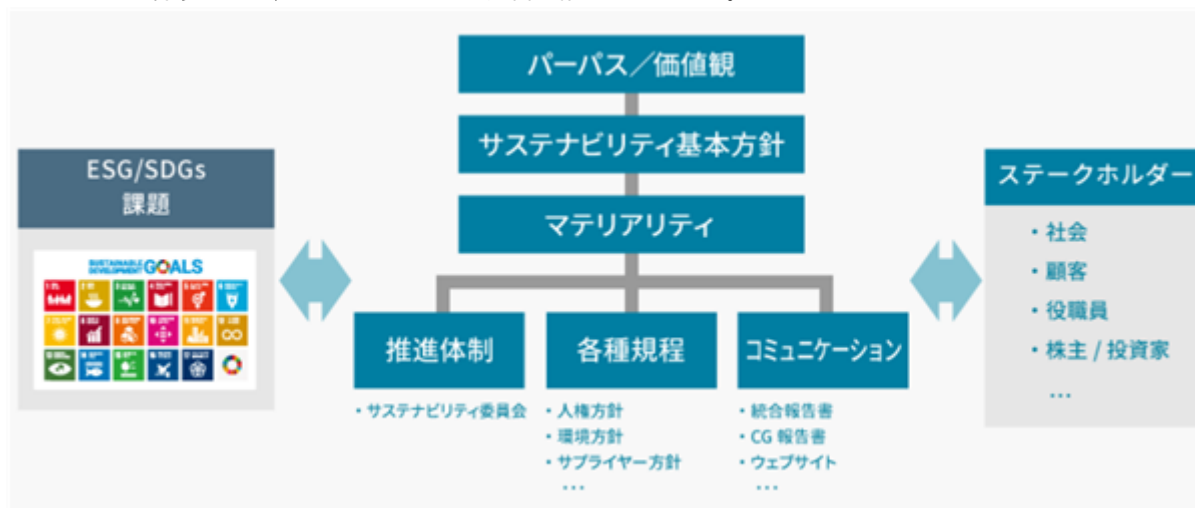 パーパス／価値観
サステナビリティ基本方針
マテリアリティ
ESG/SDGs
課題
SUSTAINABLE
DEVELOPMENT GOALS
推進体制
・サステナビリティ委員会
各種規程
・人権方針
・環境方針
・サプライヤー方針
…
コミュニケーション
・統合報告書
・CG 報告書
・ウェブサイト
…
ステークホルダー
・社会
・顧客
・役職員
・株主 / 投資家
…